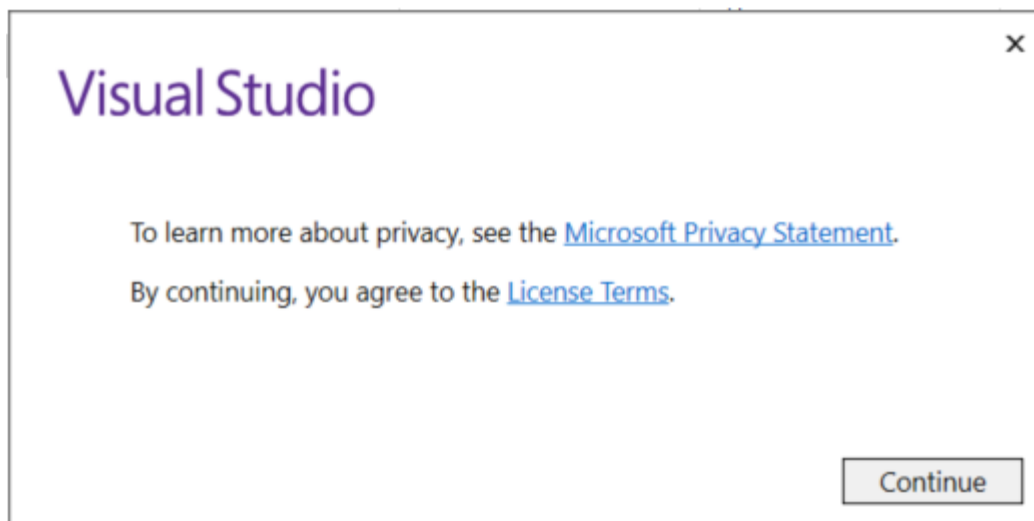 Visual Studio
To learn more about privacy, see the Microsoft Privacy Statement.
By continuing, you agree to the License Terms.
Continue